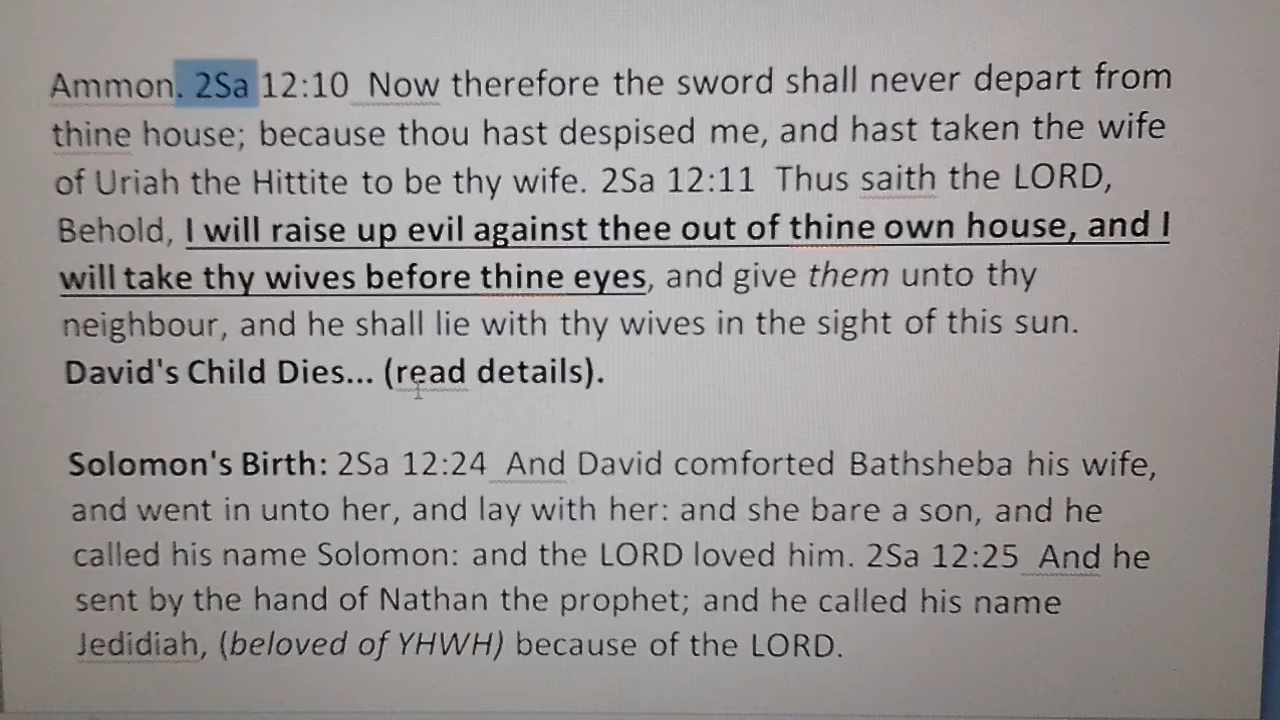 Ammon. 2Sa 12:10  Now therefore the sword shall never depart from
thine house; because thou hast despised me, and hast taken the wife
of Uriah the Hittite to be thy wife. 2Sa 12:11  Thus saith the LORD,
Behold, I will raise up evil against thee out of thine own house, and I
will take thy wives before thine eyes, and give them unto thy
neighbour, and he shall lie with thy wives in the sight of this sun.
David's Child Dies... (read details).
Solomon's Birth: 2Sa 12:24  And David comforted Bathsheba his wife,
and went in unto her, and lay with her: and she bare a son, and he
called his name Solomon: and the LORD loved him. 2Sa 12:25  And he
sent by the hand of Nathan the prophet; and he called his name
Jedidiah, (beloved of YHWH) because of the LORD.